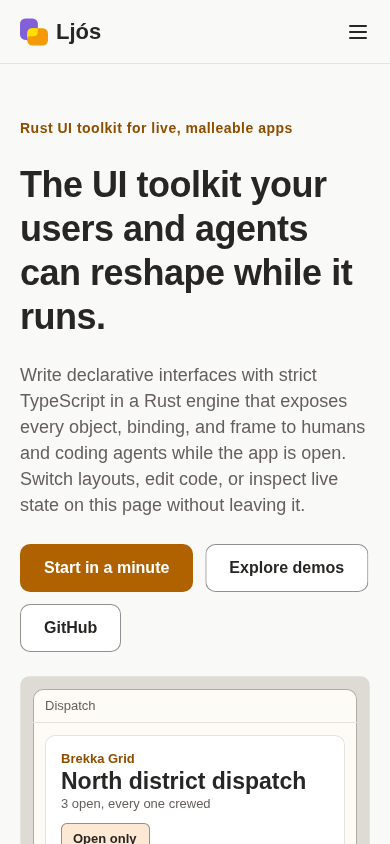 Ljós
Rust UI toolkit for live, malleable apps
The UI toolkit your
users and agents
can reshape while it
runs.
Write declarative interfaces with strict
TypeScript in a Rust engine that exposes
every object, binding, and frame to humans
and coding agents while the app is open.
Switch layouts, edit code, or inspect live
state on this page without leaving it.
Start in a minute
Explore demos
GitHub
Dispatch
Brekka Grid
North district dispatch
3 open, every one crewed
Open only